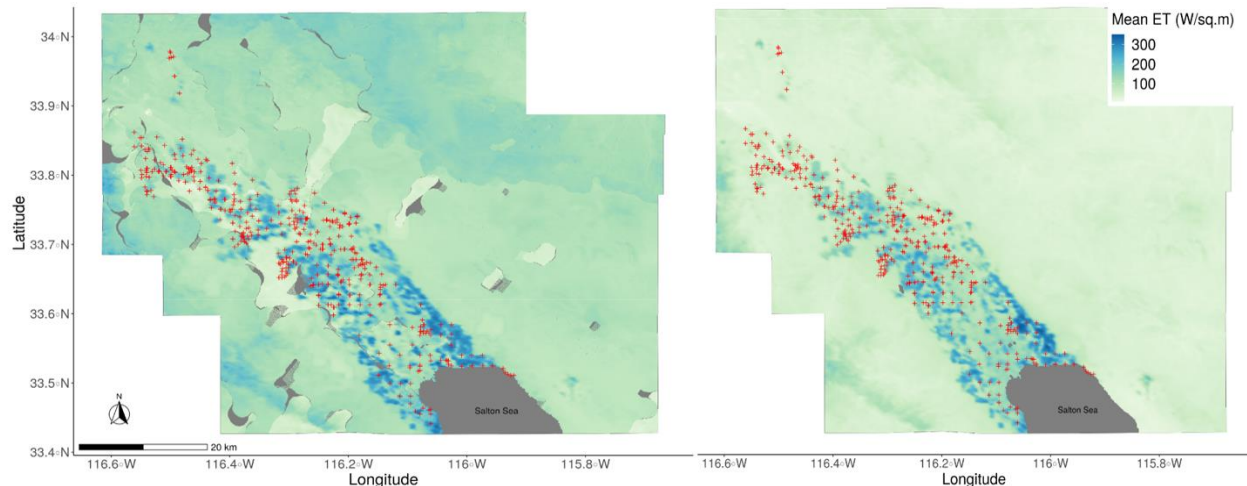 Mean ET (W/sq.m)
300
200
100
34°N
33.9°N
33.8°N
33.7°N
33.6°N
33.5°N
33.4°N
Latitude
N
20 km
Salton Sea
Salton Sea
116.6°W 116.4°W 116.2°W 116°W 115.8°W
116.6°W 116.4°W 116.2°W 116°W 115.8°W
Longitude
Longitude